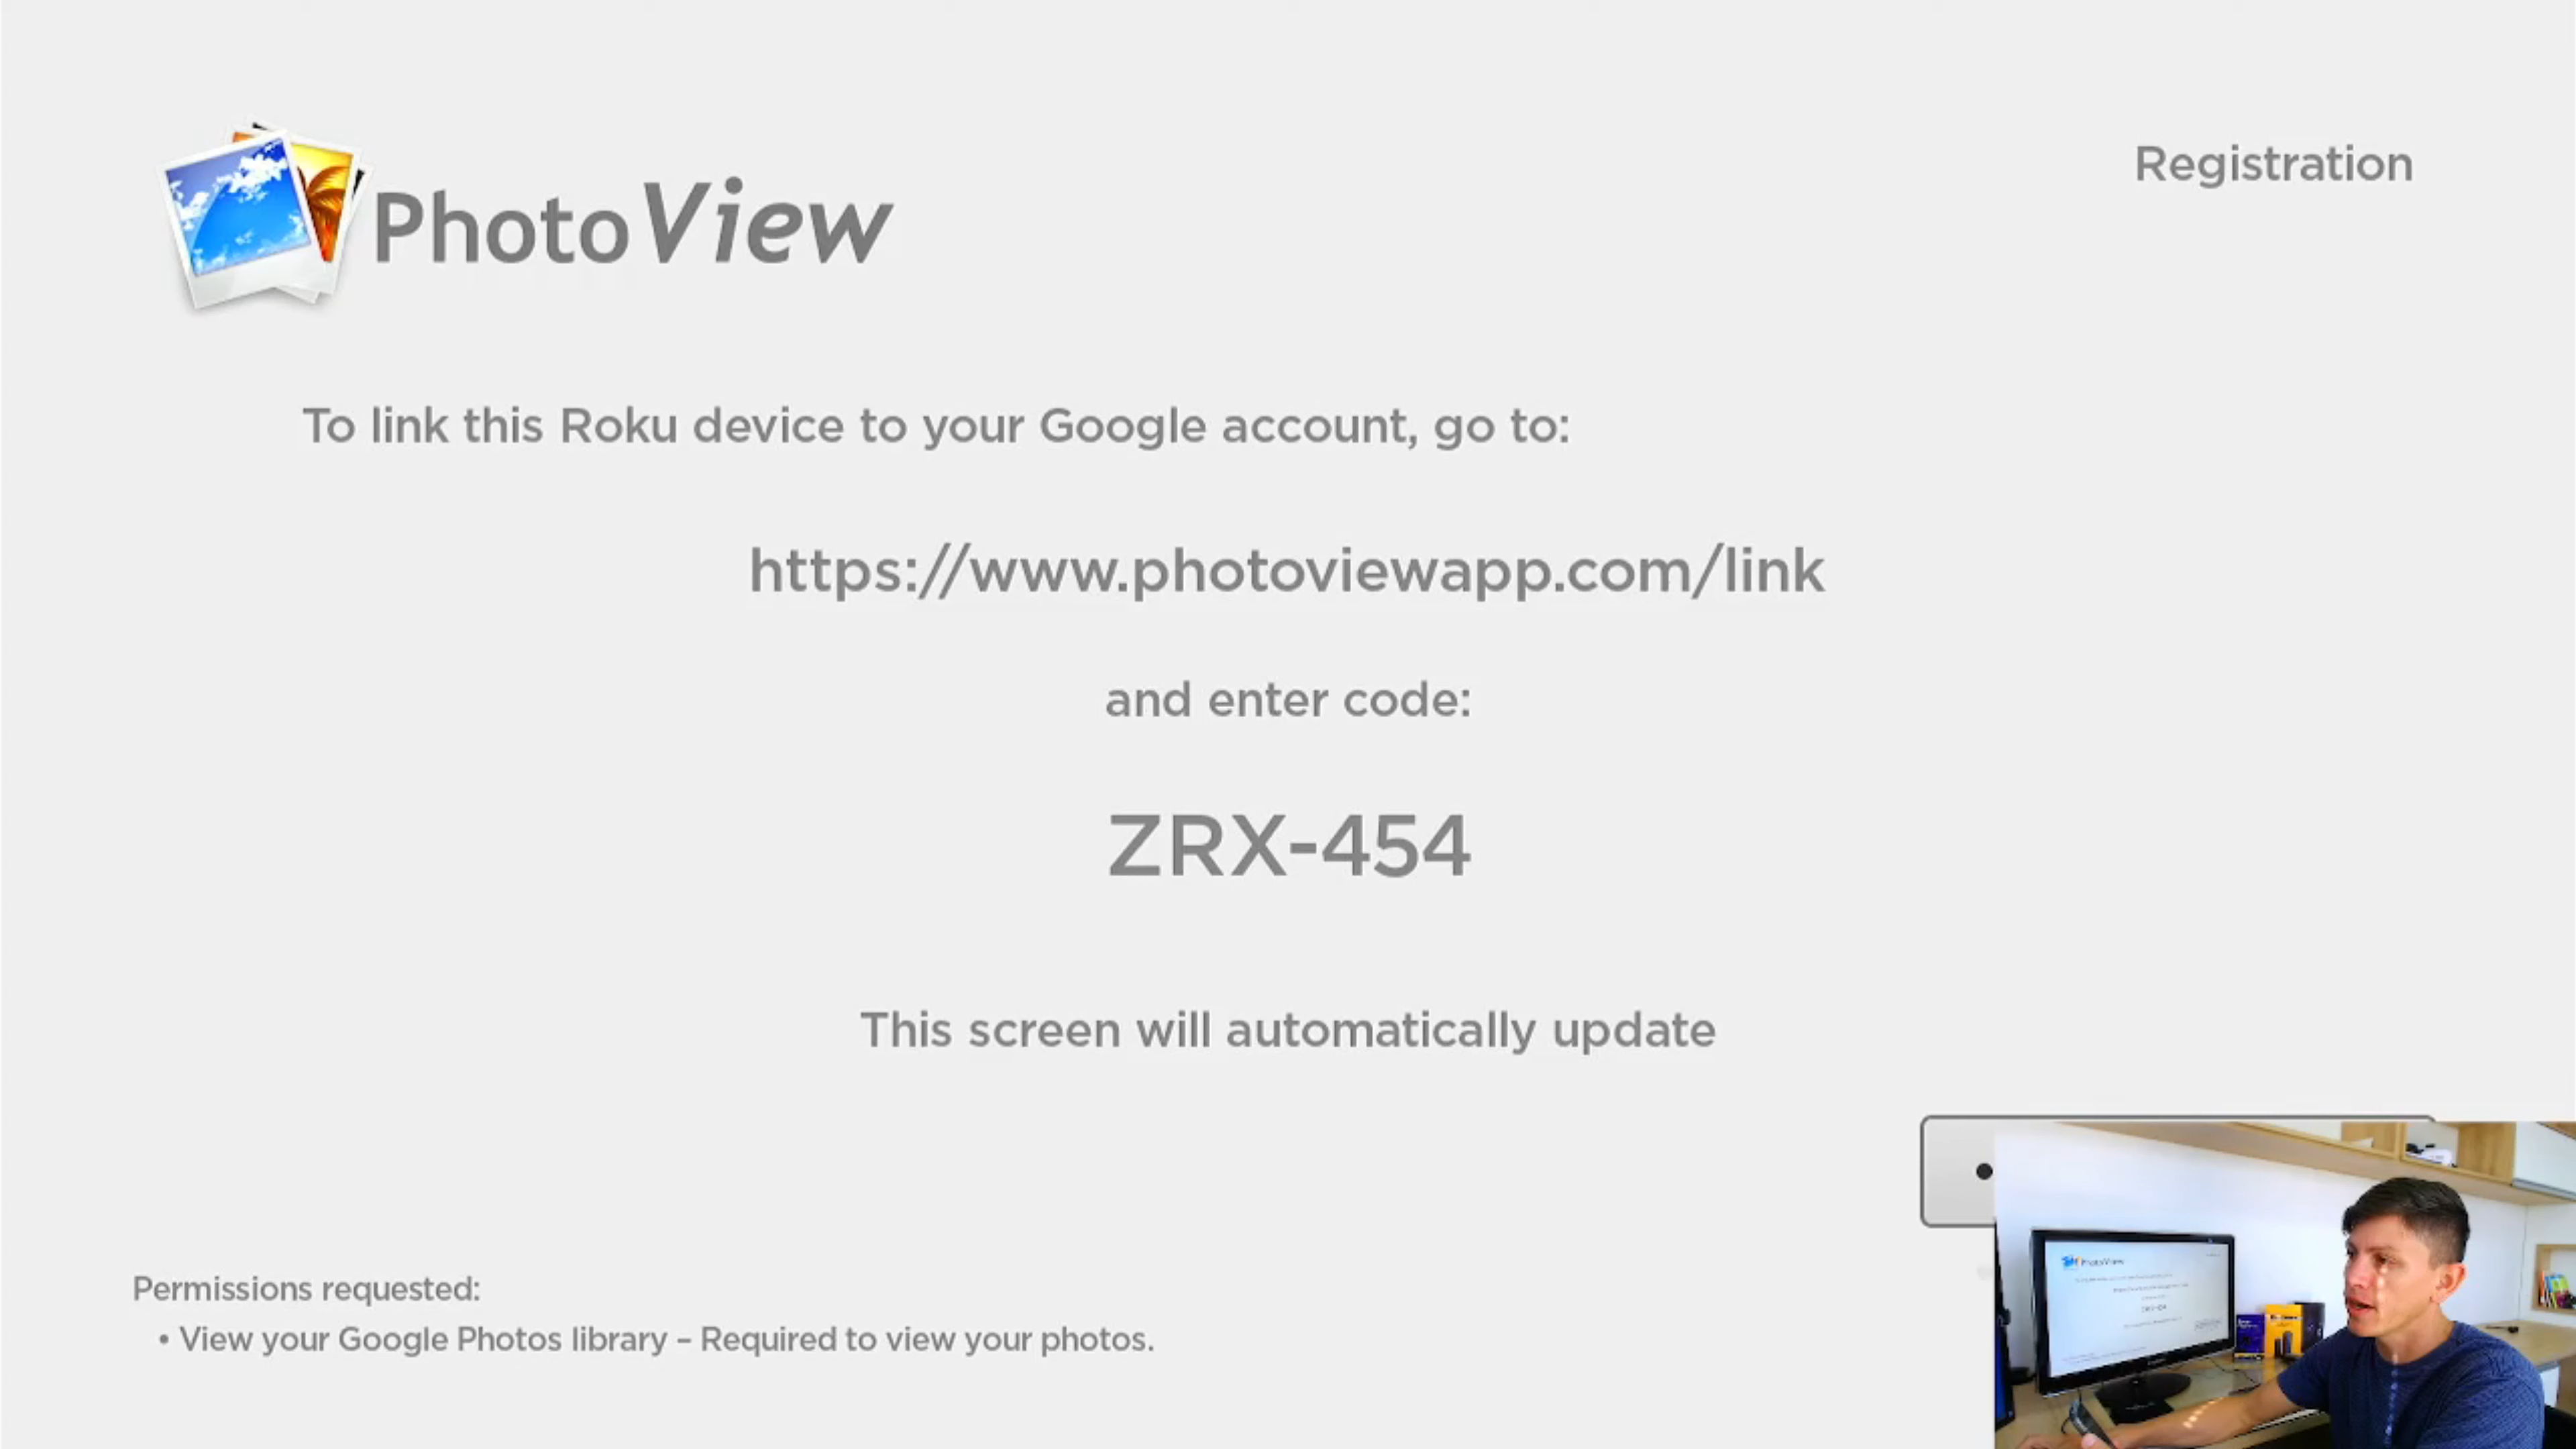 PhotoView
Registration
To link this Roku device to your Google account, go to:
https://www.photoviewapp.com/link
and enter code:
ZRX-454
This screen will automatically update
Permissions requested:
• View your Google Photos library – Required to view your photos.
PhotoView